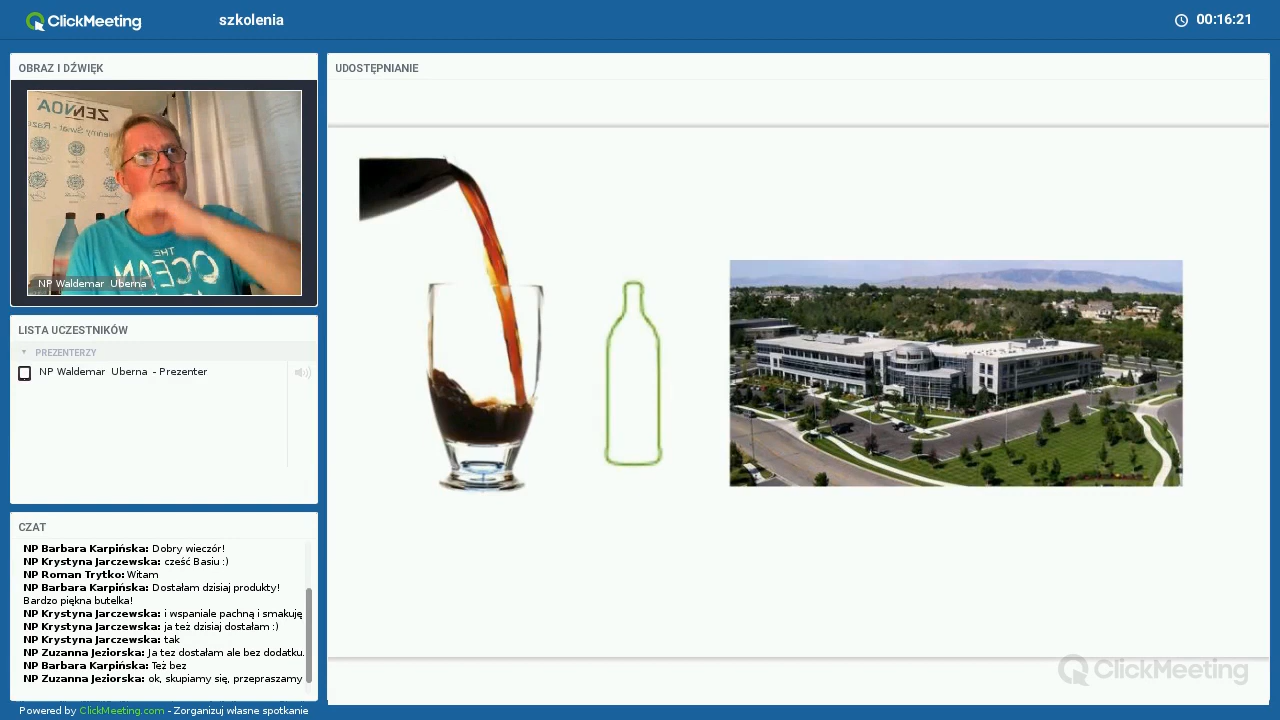 ClickMeeting
szkolenia
00:16:21
OBRAZ I DŹWIĘK
ZENNOA
THE
OCEAN
NP Waldemar Uberna
LISTA UCZESTNIKÓW
PREZENTERZY
NP Waldemar Uberna - Prezenter
CZAT
NP Barbara Karpińska: Dobry wieczór!
NP Krystyna Jarczewska: cześć Basiu :)
NP Roman Trytko: Witam
NP Barbara Karpińska: Dostałam dzisiaj produkty!
Bardzo piękna butelka!
NP Krystyna Jarczewska: i wspaniale pachną i smakuję
NP Krystyna Jarczewska: ja też dzisiaj dostałam :)
NP Krystyna Jarczewska: tak
NP Zuzanna Jeziorska: Ja tez dostałam ale bez dodatku.
NP Barbara Karpińska: Też bez
NP Zuzanna Jeziorska: ok, skupiamy się, przepraszamy
Powered by ClickMeeting.com - Zorganizuj własne spotkanie
UDOSTĘPNIANIE
ClickMeeting